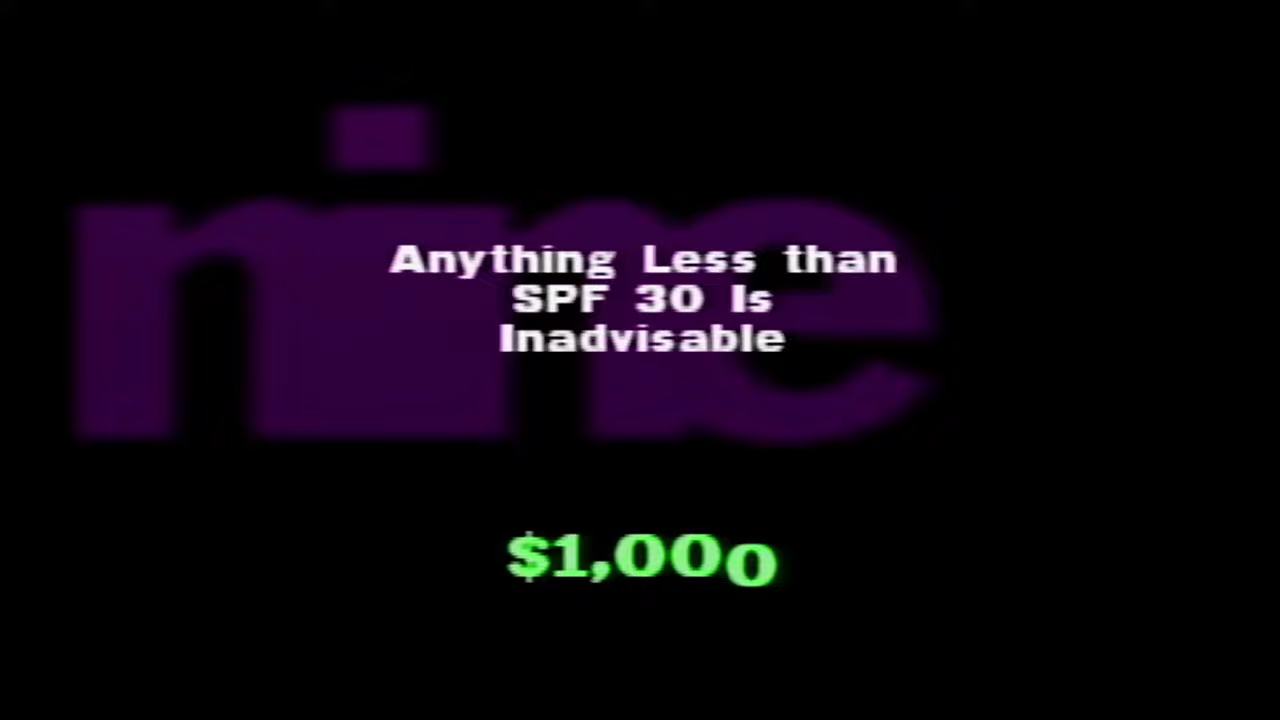 nine
Anything Less than
SPF 30 Is
Inadvisable
$1,000